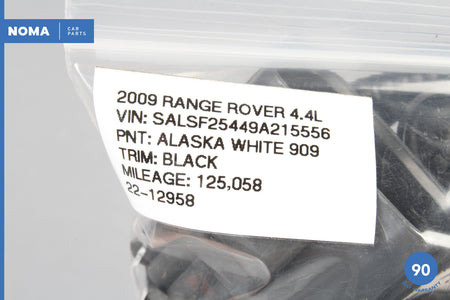 NOMA CAR PARTS
2009 RANGE ROVER 4.4L
VIN: SALSF25449A215556
PNT: ALASKA WHITE 909
TRIM: BLACK
MILEAGE: 125,058
22-12958
90